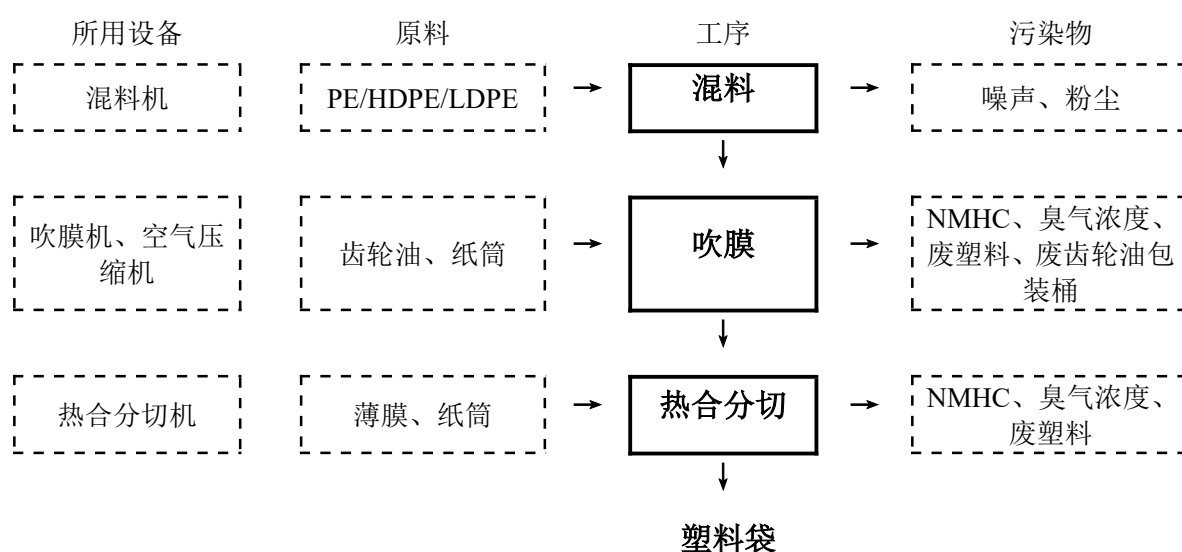 所用设备 原料 工序 污染物
混料机 PE/HDPE/LDPE 混料 噪声、粉尘
吹膜机、空气压
缩机
齿轮油、纸筒
吹膜
NMHC、臭气浓度、
废塑料、废齿轮油包
装桶
热合分切机
薄膜、纸筒
热合分切
NMHC、臭气浓度、
废塑料
塑料袋